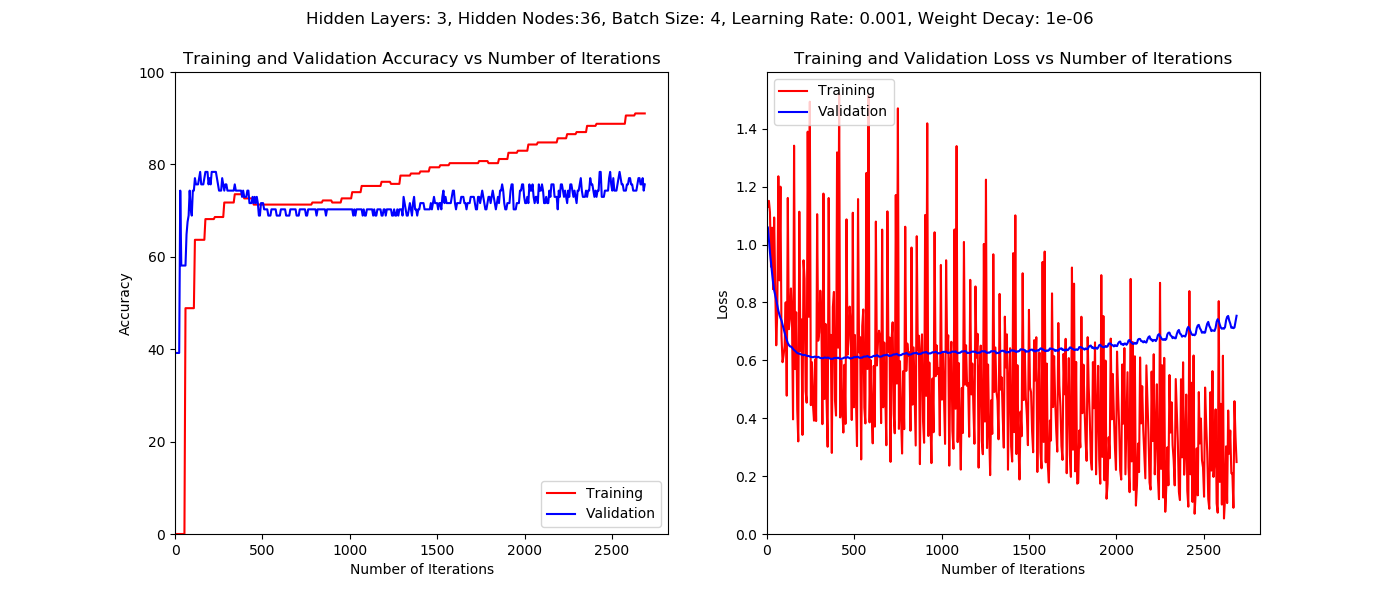 Hidden Layers: 3, Hidden Nodes:36, Batch Size: 4, Learning Rate: 0.001, Weight Decay: 1e-06
Training and Validation Accuracy vs Number of Iterations
100
80
60
40
20
0
Accuracy
0 500 1000 1500 2000 2500
Number of Iterations
Training
Validation
Training and Validation Loss vs Number of Iterations
Training
Validation
1.4
1.2
1.0
0.8
0.6
0.4
0.2
0.0
Loss
0 500 1000 1500 2000 2500
Number of Iterations